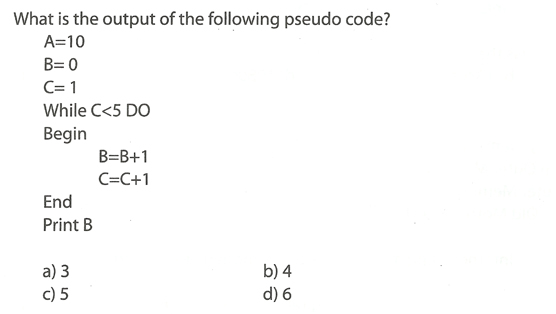 What is the output of the following pseudo code?
A=10
B= 0
C= 1
While C<5 DO
Begin
B=B+1
C=C+1
End
Print B
a) 3 b) 4
c) 5 d) 6